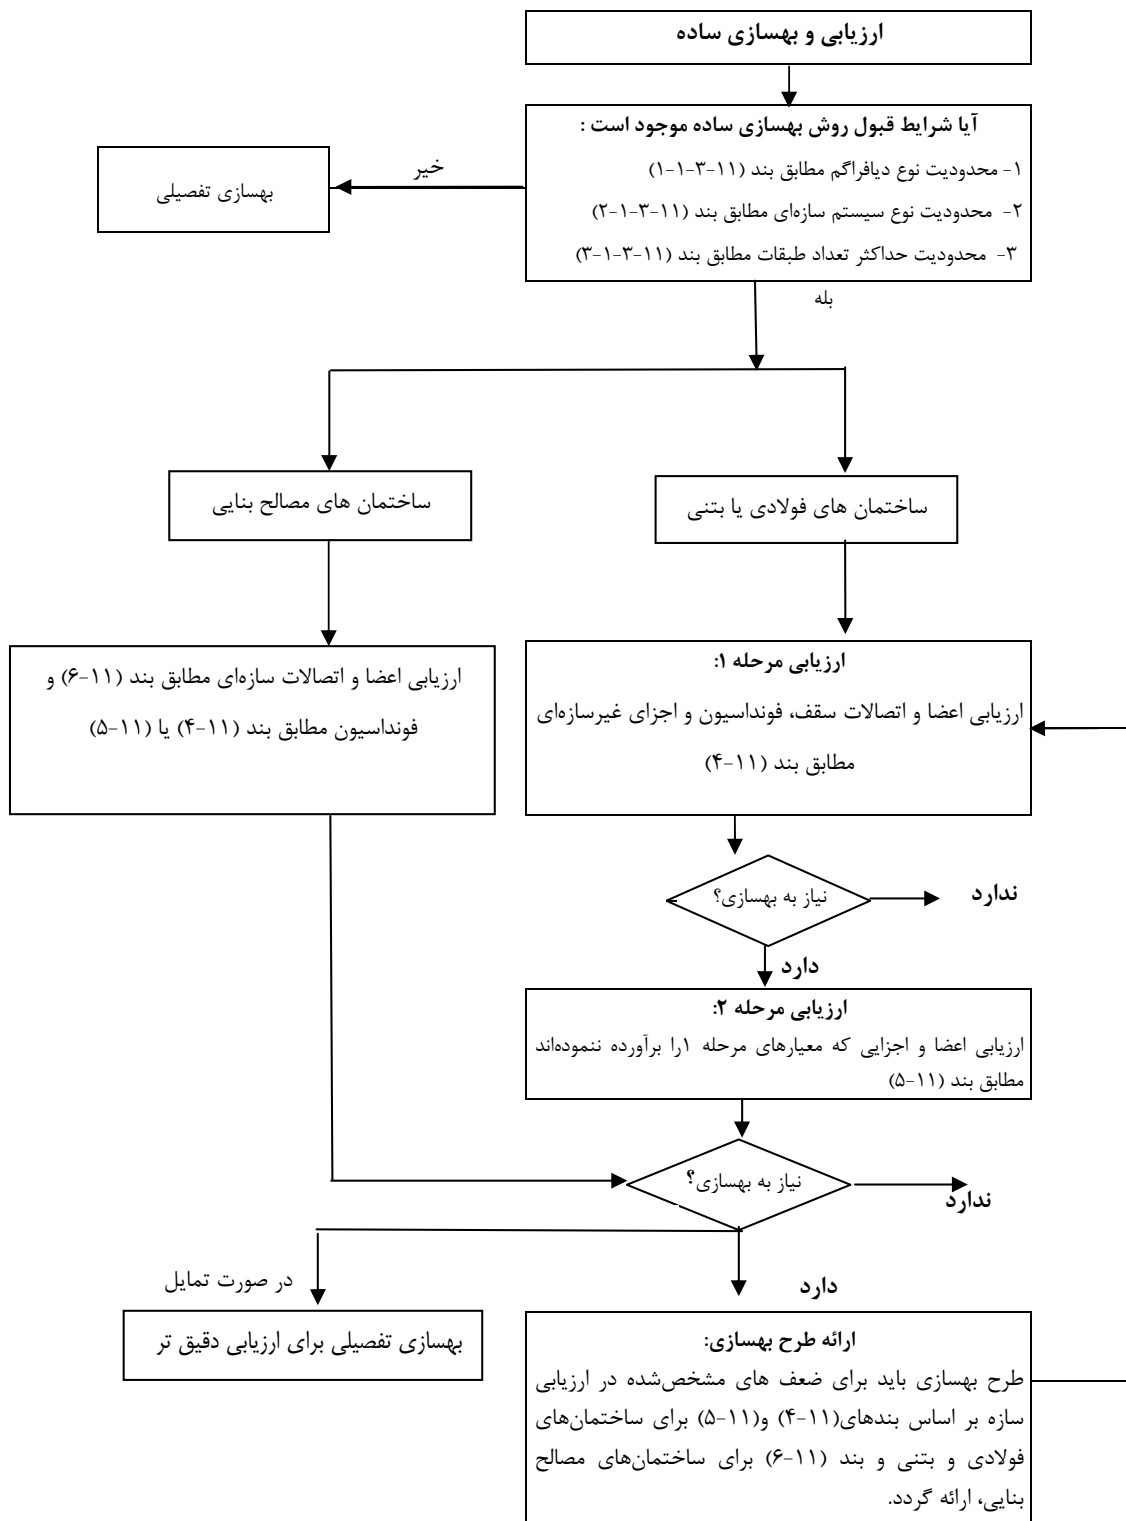 ارزیابی و بهسازی ساده
آیا شرایط قبول روش بهسازی ساده موجود است :
۱- محدودیت نوع دیافراگم مطابق بند (۱۱-۳-۱-۱)
۲- محدودیت نوع سیستم سازه‌ای مطابق بند (۱۱-۳-۱-۲)
۳- محدودیت حداکثر تعداد طبقات مطابق بند (۱۱-۳-۱-۳)
خیر
بهسازی تفصیلی
بله
ساختمان های فولادی یا بتنی
ساختمان های مصالح بنایی
ارزیابی مرحله ۱:
ارزیابی اعضا و اتصالات سقف، فونداسیون و اجزای غیرسازه‌ای
مطابق بند (۱۱-۴)
ارزیابی اعضا و اتصالات سازه‌ای مطابق بند (۱۱-۶) و
فونداسیون مطابق بند (۱۱-۴) یا (۱۱-۵)
نیاز به بهسازی؟
ندارد
دارد
ارزیابی مرحله ۲:
ارزیابی اعضا و اجزایی که معیارهای مرحله ۱را برآورده ننموده‌اند
مطابق بند (۱۱-۵)
نیاز به بهسازی؟
ندارد
دارد
در صورت تمایل
بهسازی تفصیلی برای ارزیابی دقیق تر
ارائه طرح بهسازی:
طرح بهسازی باید برای ضعف های مشخص‌شده در ارزیابی
سازه بر اساس بندهای(۱۱-۴) و(۱۱-۵) برای ساختمان‌های
فولادی و بتنی و بند (۱۱-۶) برای ساختمان‌های مصالح
بنایی، ارائه گردد.